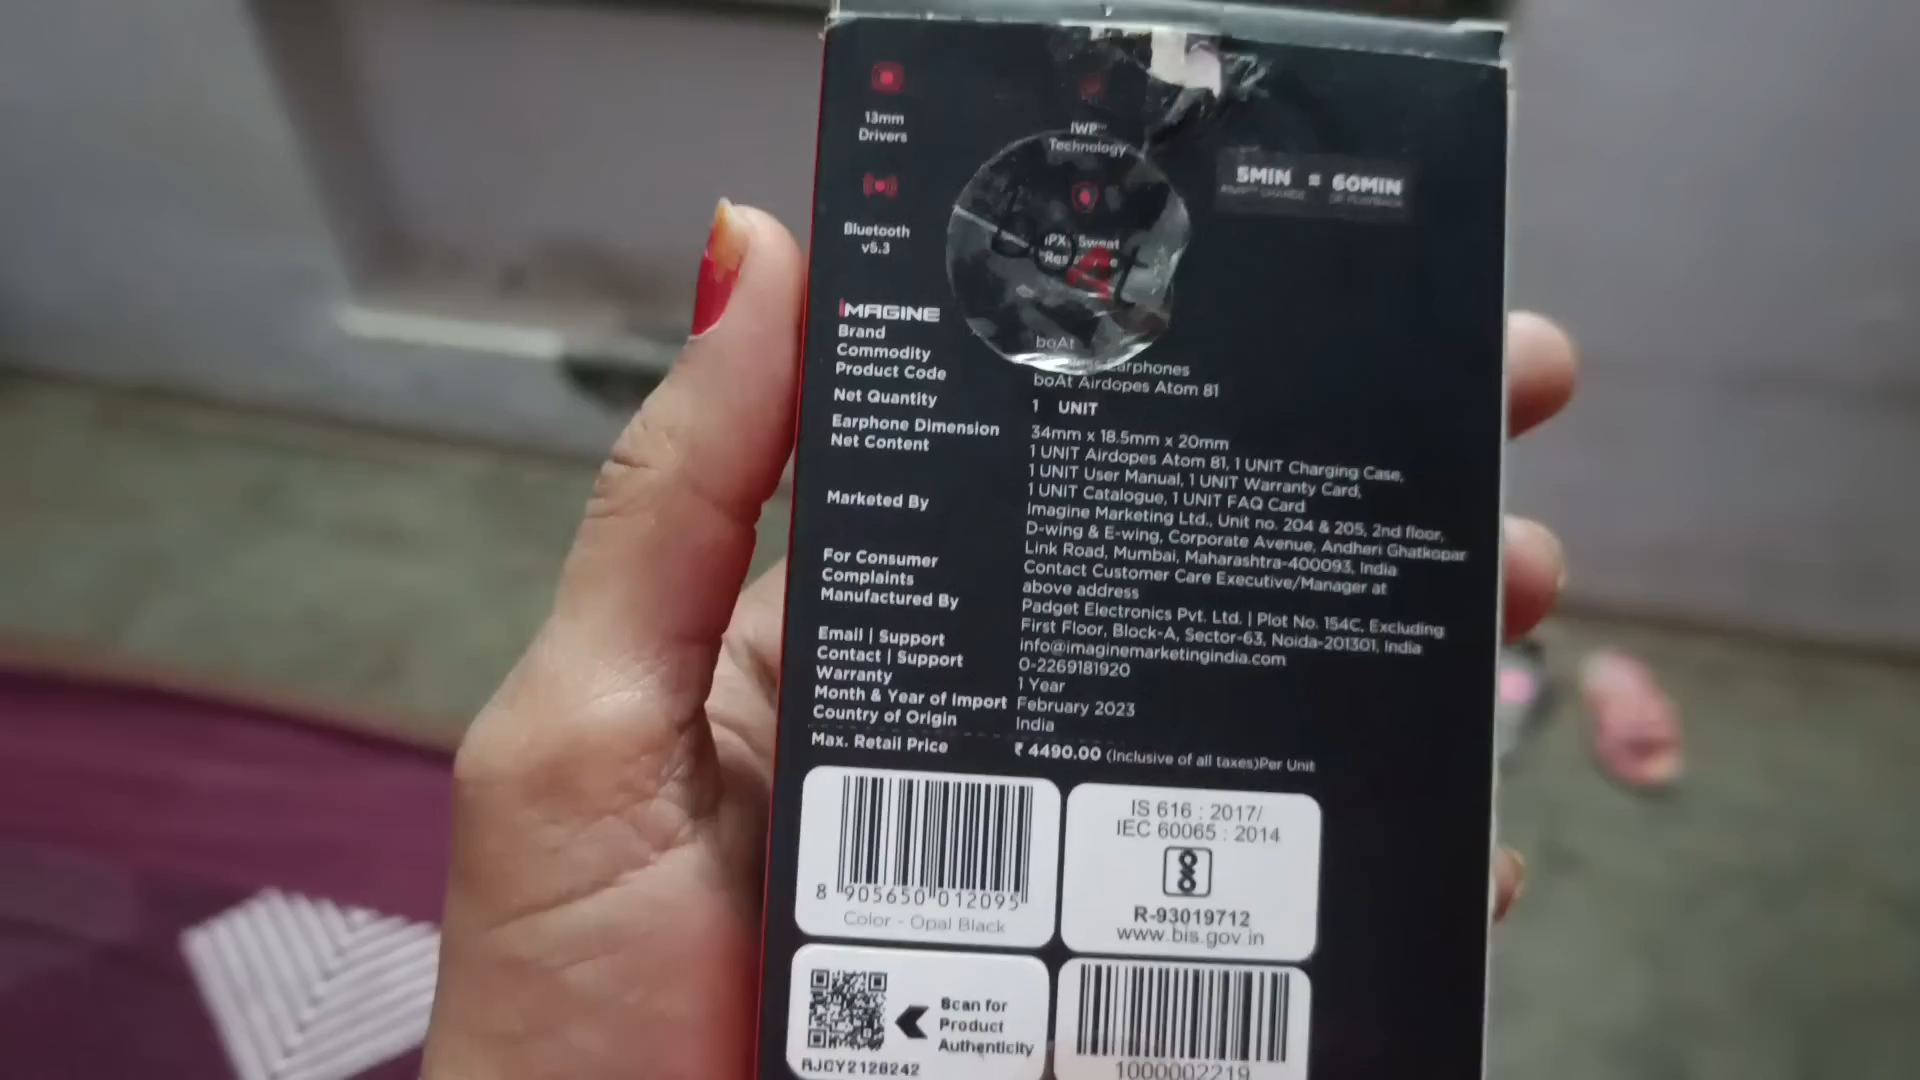 13mm
Drivers
IWP™
Technology
5MIN = 60MIN
Bluetooth
v5.3
boAt
Sweat
IMAGINE
Brand boAt
Commodity Earphones
Product Code boAt Airdopes Atom 81
Net Quantity 1 UNIT
Earphone Dimension 34mm x 18.5mm x 20mm
Net Content 1 UNIT Airdopes Atom 81, 1 UNIT Charging Case,
1 UNIT User Manual, 1 UNIT Warranty Card,
1 UNIT Catalogue, 1 UNIT FAQ Card
Marketed By Imagine Marketing Ltd., Unit no. 204 & 205, 2nd floor,
D-wing & E-wing, Corporate Avenue, Andheri Ghatkopar
Link Road, Mumbai, Maharashtra-400093, India
For Consumer Contact Customer Care Executive/Manager at
Complaints above address
Manufactured By Padget Electronics Pvt. Ltd. | Plot No. 154C, Excluding
First Floor, Block-A, Sector-63, Noida-201301, India
Email | Support info@imaginemarketingindia.com
Contact | Support 0-2269181920
Warranty 1 Year
Month & Year of Import February 2023
Country of Origin India
Max. Retail Price ₹ 4490.00 (Inclusive of all taxes)Per Unit
8 905650 012095
Color - Opal Black
IS 616 : 2017/
IEC 60065 : 2014
R-93019712
www.bis.gov.in
Scan for
Product
Authenticity
RJCY2128242
1000002219